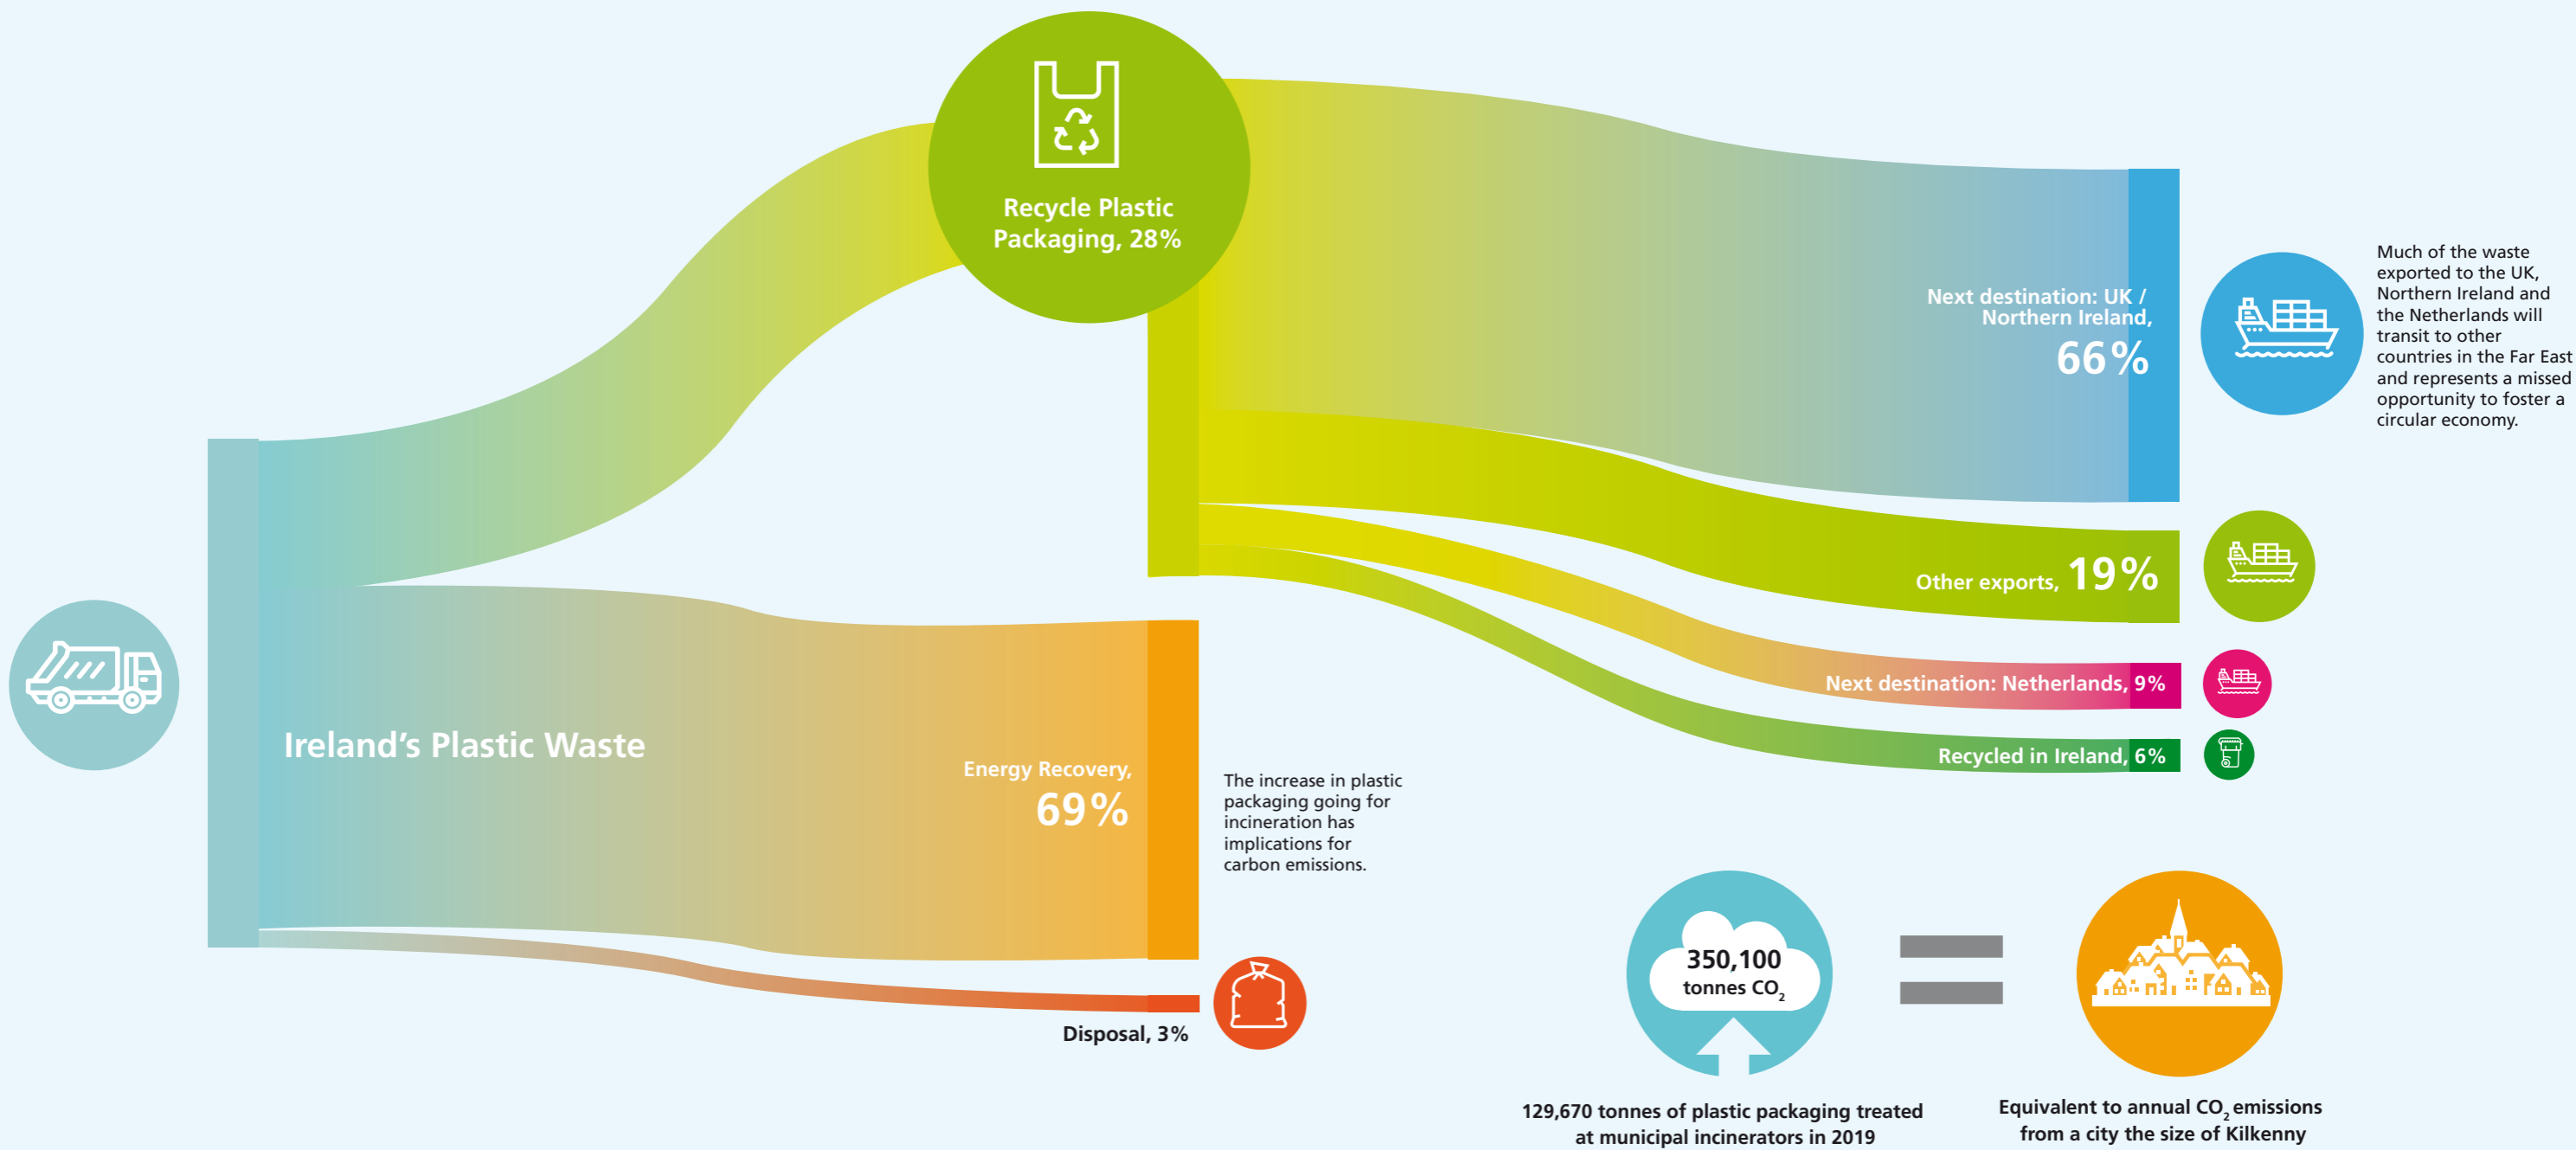 Recycle Plastic
Packaging, 28%
Next destination: UK /
Northern Ireland,
66%
Much of the waste
exported to the UK,
Northern Ireland and
the Netherlands will
transit to other
countries in the Far East
and represents a missed
opportunity to foster a
circular economy.
Other exports, 19%
Next destination: Netherlands, 9%
Recycled in Ireland, 6%
Ireland’s Plastic Waste
Energy Recovery,
69%
The increase in plastic
packaging going for
incineration has
implications for
carbon emissions.
Disposal, 3%
350,100
tonnes CO₂
129,670 tonnes of plastic packaging treated
at municipal incinerators in 2019
Equivalent to annual CO₂ emissions
from a city the size of Kilkenny